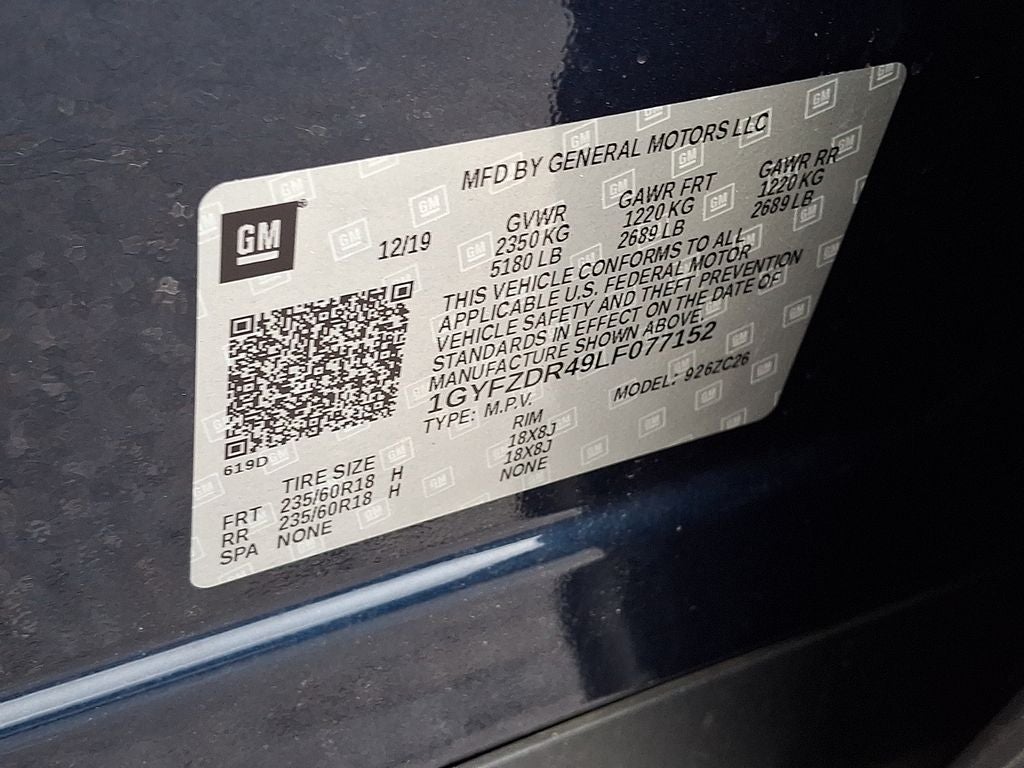 MFD BY GENERAL MOTORS LLC
GM
12/19
GVWR
2350 KG
5180 LB
GAWR FRT
1220 KG
2689 LB
GAWR RR
1220 KG
2689 LB
THIS VEHICLE CONFORMS TO ALL
APPLICABLE U.S. FEDERAL MOTOR
VEHICLE SAFETY AND THEFT PREVENTION
STANDARDS IN EFFECT ON THE DATE OF
MANUFACTURE SHOWN ABOVE.
1GYFZDR49LF077152
TYPE: M.P.V. MODEL: 926ZC26
619D
TIRE SIZE RIM
FRT 235/60R18 H 18X8J
RR 235/60R18 H 18X8J
SPA NONE NONE